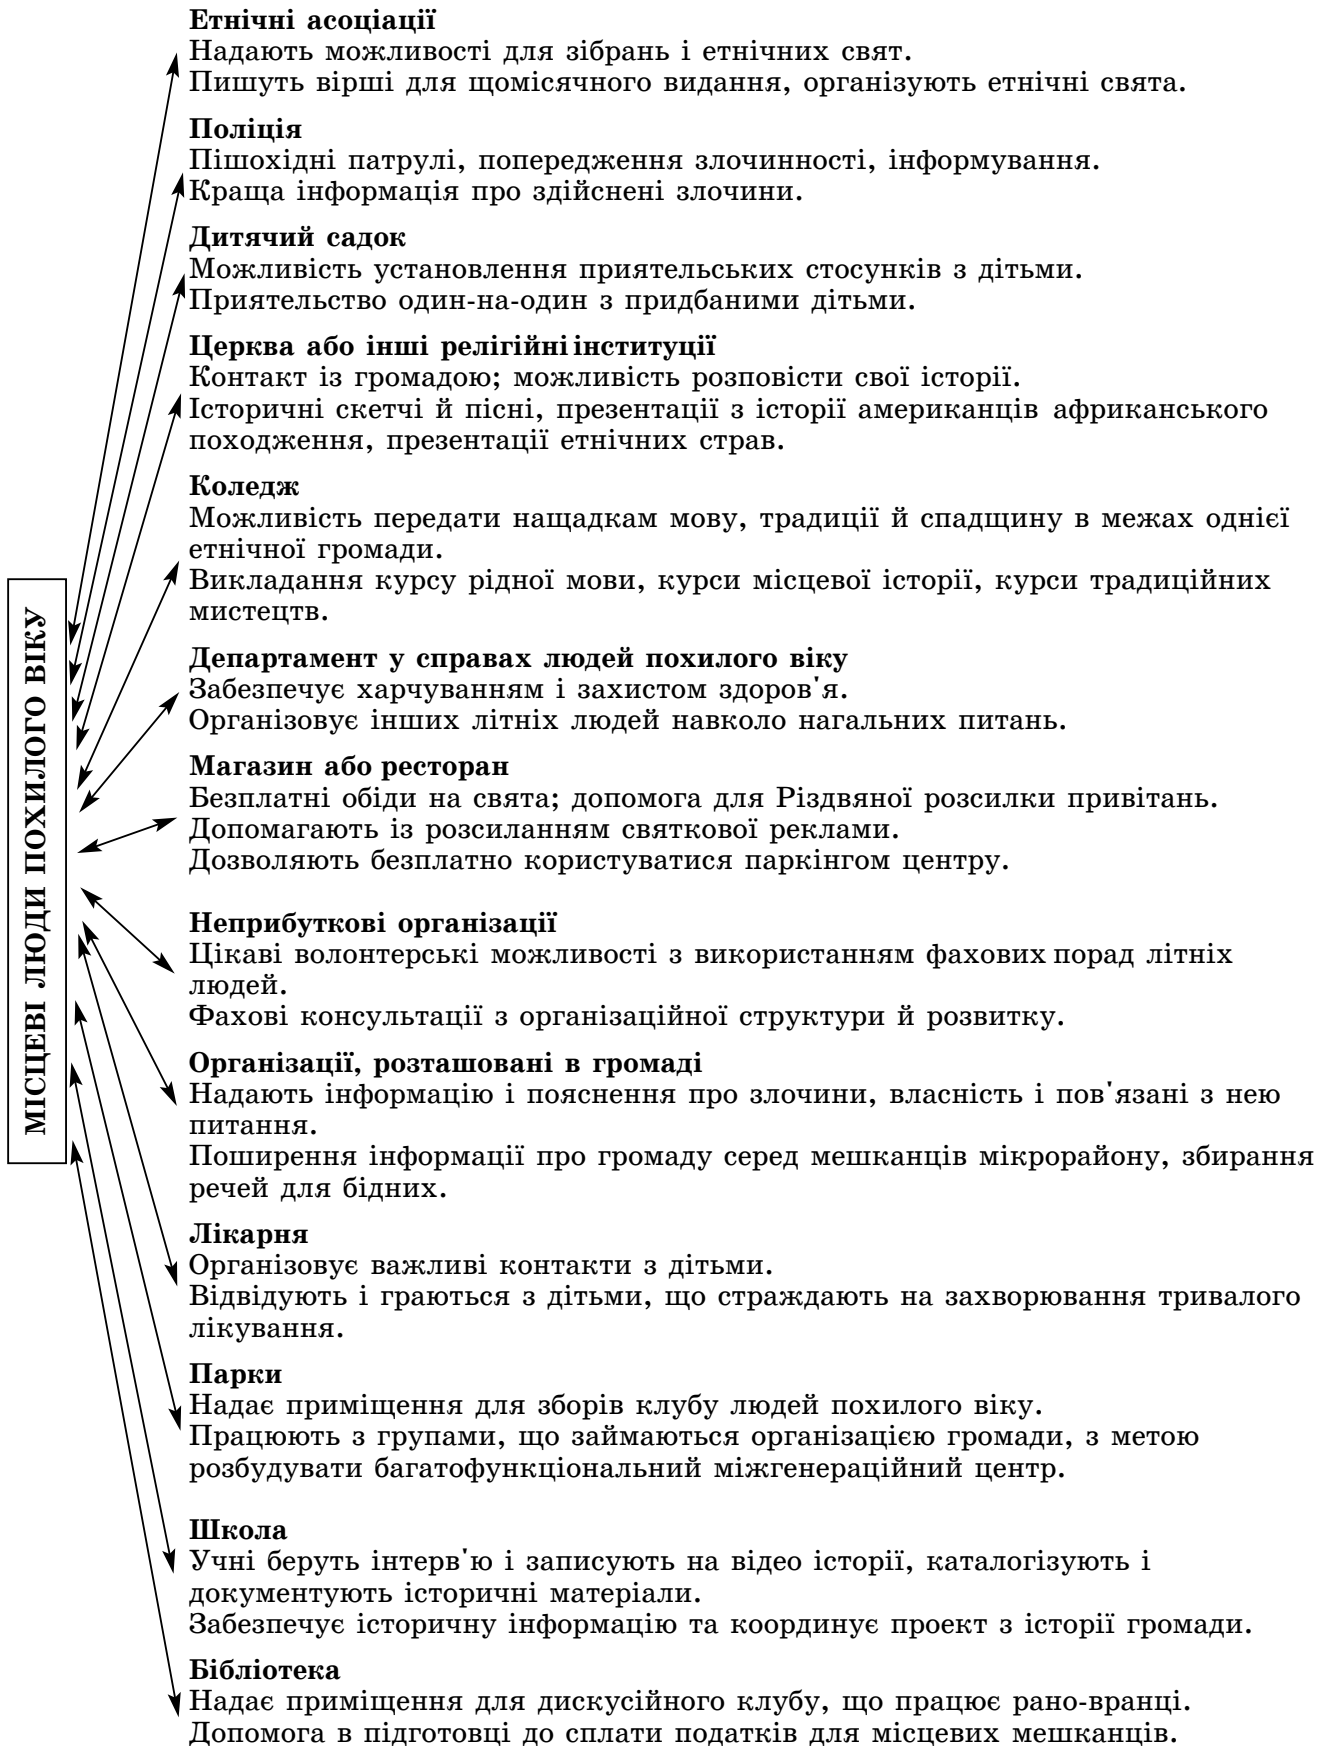 Етнічні асоціації
Надають можливості для зібрань і етнічних свят.
Пишуть вірші для щомісячного видання, організують етнічні свята.
Поліція
Пішохідні патрулі, попередження злочинності, інформування.
Краща інформація про здійснені злочини.
Дитячий садок
Можливість установлення приятельських стосунків з дітьми.
Приятельство один-на-один з придбаними дітьми.
Церква або інші релігійні інституції
Контакт із громадою; можливість розповісти свої історії.
Історичні скетчі й пісні, презентації з історії американців африканського
походження, презентації етнічних страв.
Коледж
Можливість передати нащадкам мову, традиції й спадщину в межах однієї
етнічної громади.
Викладання курсу рідної мови, курси місцевої історії, курси традиційних
мистецтв.
Департамент у справах людей похилого віку
Забезпечує харчуванням і захистом здоров'я.
Організовує інших літніх людей навколо нагальних питань.
Магазин або ресторан
Безплатні обіди на свята; допомога для Різдвяної розсилки привітань.
Допомагають із розсиланням святкової реклами.
Дозволяють безплатно користуватися паркінгом центру.
МІСЦЕВІ ЛЮДИ ПОХИЛОГО ВІКУ
Неприбуткові організації
Цікаві волонтерські можливості з використанням фахових порад літніх
людей.
Фахові консультації з організаційної структури й розвитку.
Організації, розташовані в громаді
Надають інформацію і пояснення про злочини, власність і пов'язані з нею
питання.
Поширення інформації про громаду серед мешканців мікрорайону, збирання
речей для бідних.
Лікарня
Організовує важливі контакти з дітьми.
Відвідують і граються з дітьми, що страждають на захворювання тривалого
лікування.
Парки
Надає приміщення для зборів клубу людей похилого віку.
Працюють з групами, що займаються організацією громади, з метою
розбудувати багатофункціональний міжгенераційний центр.
Школа
Учні беруть інтерв'ю і записують на відео історії, каталогізують і
документують історичні матеріали.
Забезпечує історичну інформацію та координує проект з історії громади.
Бібліотека
Надає приміщення для дискусійного клубу, що працює рано-вранці.
Допомога в підготовці до сплати податків для місцевих мешканців.